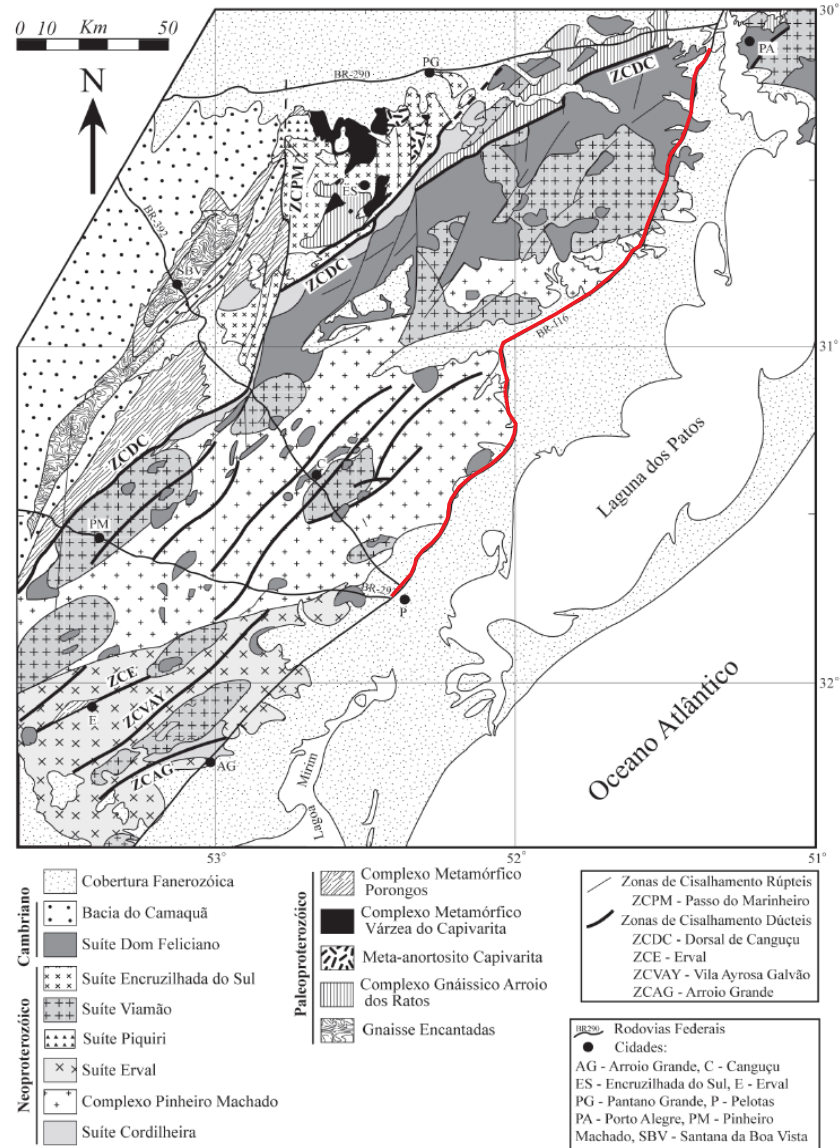 0 10 Km 50
N
30°
PG
BR-290
PA
ZCDC
ZCPM
ES
BR-392
SBV
ZCDC
BR-116
31°
ZCDC
C
Laguna dos Patos
PM
BR-29
P
ZCE
32°
E
ZCVAY
Oceano Atlântico
ZCAG
AG
Lagoa Mirim
53°
52°
51°
Cambriano
Cobertura Fanerozóica
Bacia do Camaquã
Suíte Dom Feliciano
Neoproterozóico
Suíte Encruzilhada do Sul
Suíte Viamão
Suíte Piquiri
Suíte Erval
Complexo Pinheiro Machado
Suíte Cordilheira
Paleoproterozóico
Complexo Metamórfico
Porongos
Complexo Metamórfico
Várzea do Capivarita
Meta-anortosito Capivarita
Complexo Gnáissico Arroio
dos Ratos
Gnaisse Encantadas
Zonas de Cisalhamento Rúpteis
ZCPM - Passo do Marinheiro
Zonas de Cisalhamento Dúcteis
ZCDC - Dorsal de Canguçu
ZCE - Erval
ZCVAY - Vila Ayrosa Galvão
ZCAG - Arroio Grande
BR290 Rodovias Federais
Cidades:
AG - Arroio Grande, C - Canguçu
ES - Encruzilhada do Sul, E - Erval
PG - Pantano Grande, P - Pelotas
PA - Porto Alegre, PM - Pinheiro
Machado, SBV - Santana da Boa Vista